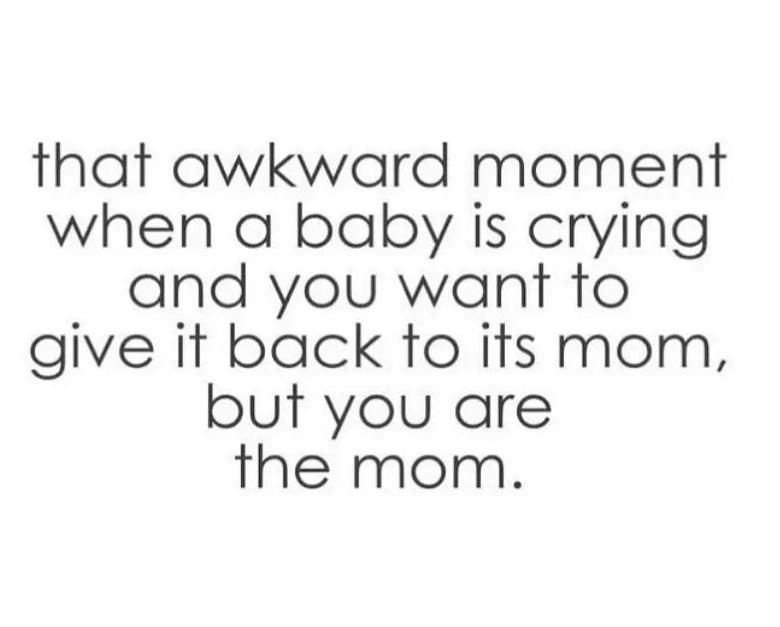 that awkward moment
when a baby is crying
and you want to
give it back to its mom,
but you are
the mom.